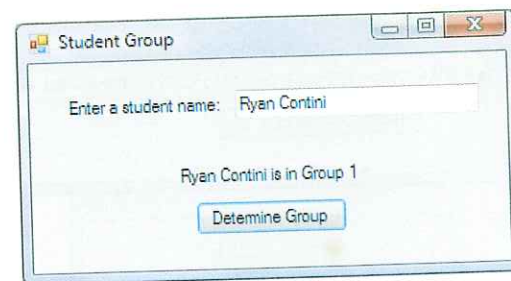 Student Group
Enter a student name: Ryan Contini
Ryan Contini is in Group 1
Determine Group